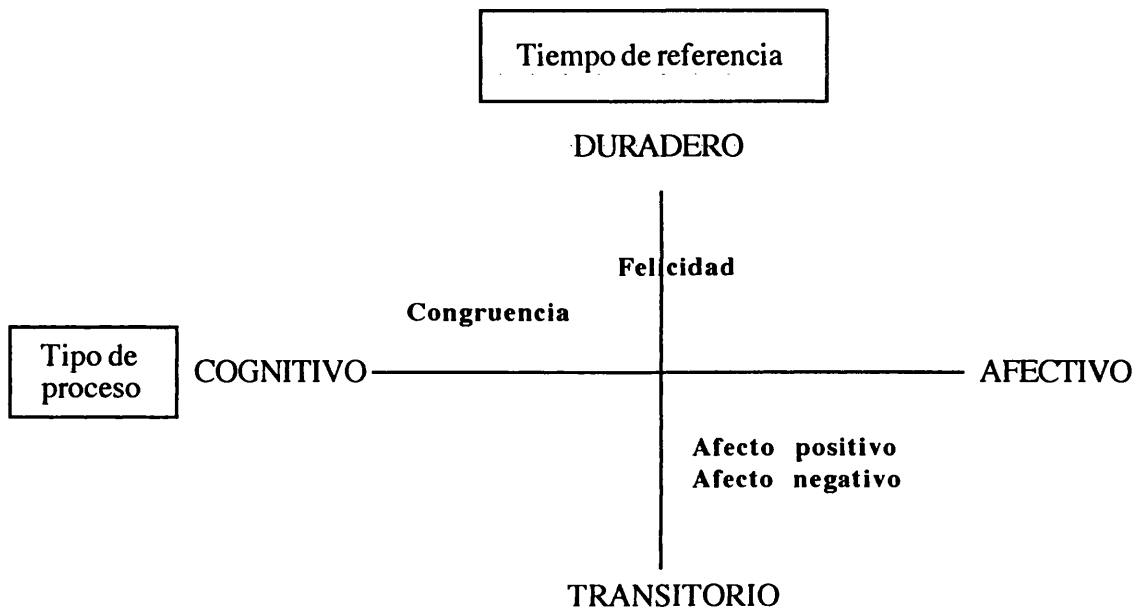 Tiempo de referencia
DURADERO
Felicidad
Congruencia
Tipo de
proceso
COGNITIVO
AFECTIVO
Afecto positivo
Afecto negativo
TRANSITORIO